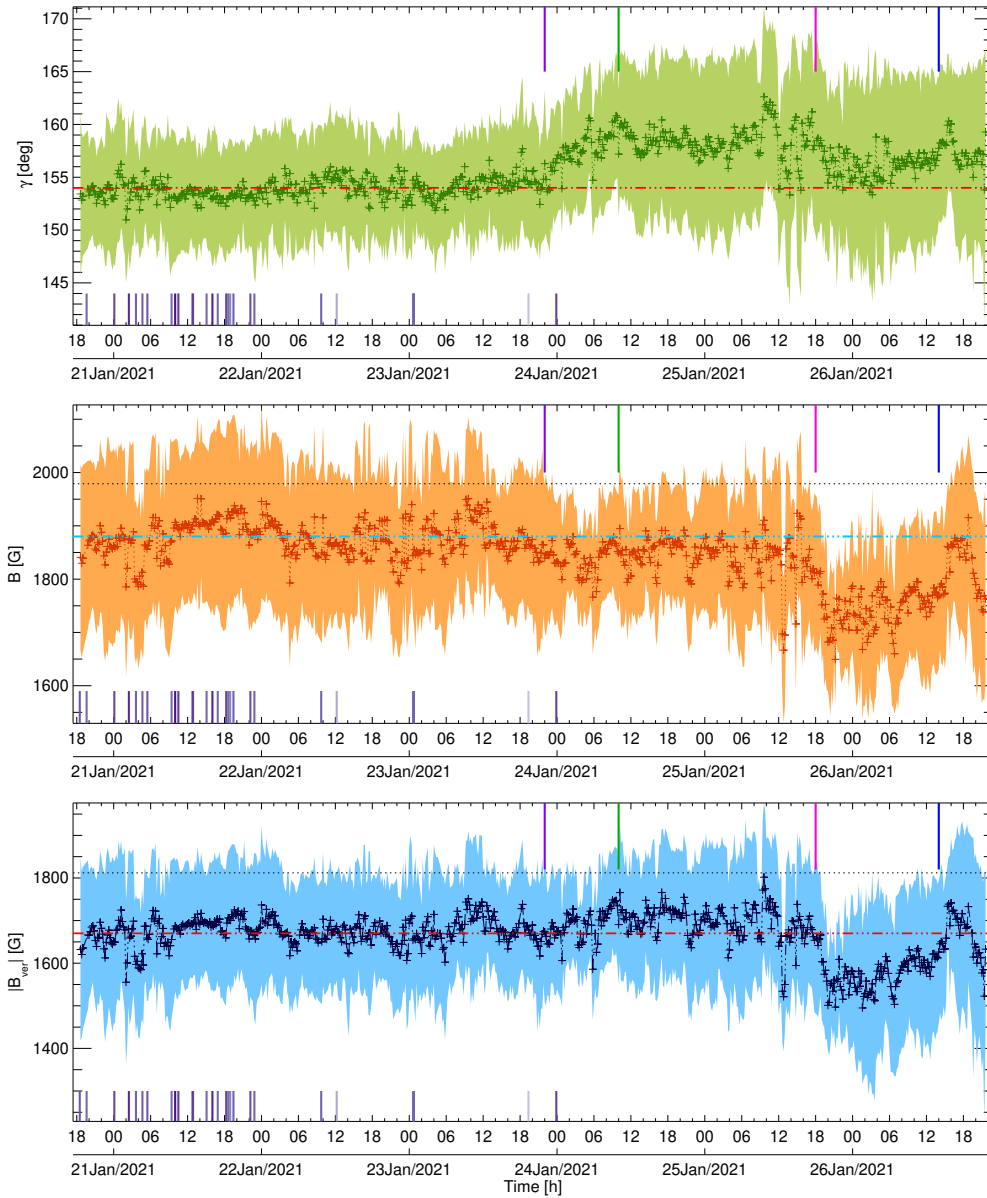 170
165
160
155
150
145
γ [deg]
18 00 06 12 18 00 06 12 18 00 06 12 18 00 06 12 18 00 06 12 18 00 06 12 18
21Jan/2021 22Jan/2021 23Jan/2021 24Jan/2021 25Jan/2021 26Jan/2021
2000
1800
1600
B [G]
18 00 06 12 18 00 06 12 18 00 06 12 18 00 06 12 18 00 06 12 18 00 06 12 18
21Jan/2021 22Jan/2021 23Jan/2021 24Jan/2021 25Jan/2021 26Jan/2021
1800
1600
1400
|Bver| [G]
18 00 06 12 18 00 06 12 18 00 06 12 18 00 06 12 18 00 06 12 18 00 06 12 18
21Jan/2021 22Jan/2021 23Jan/2021 24Jan/2021 25Jan/2021 26Jan/2021
Time [h]